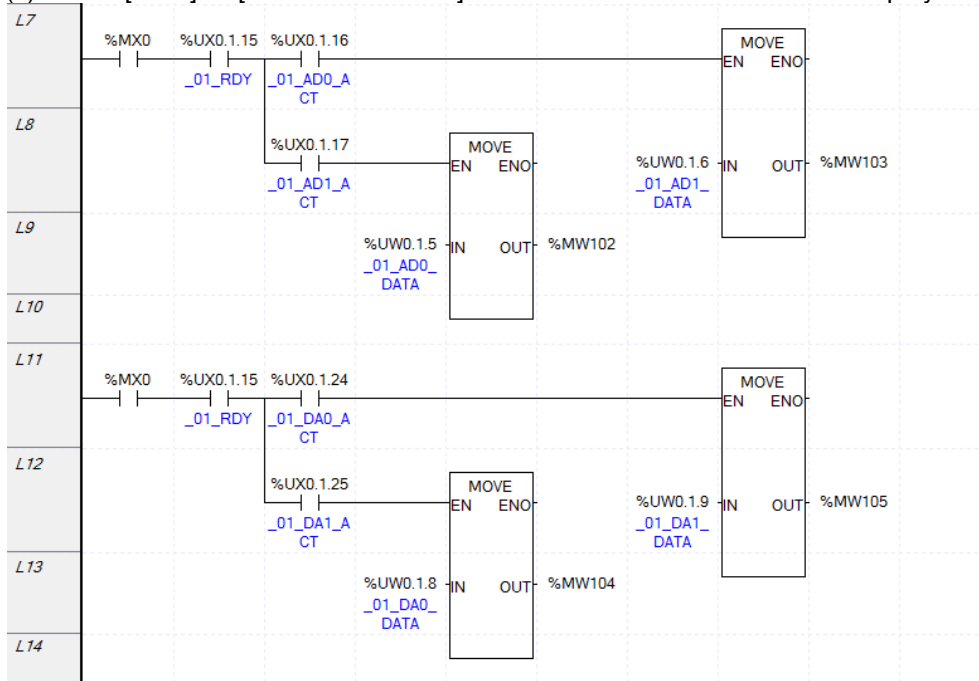 L7
%MX0 %UX0.1.15 %UX0.1.16
_01_RDY _01_AD0_A
CT
MOVE
EN ENO
L8
%UX0.1.17
_01_AD1_A
CT
MOVE
EN ENO
%UW0.1.6 IN OUT %MW103
_01_AD1_
DATA
L9
%UW0.1.5 IN OUT %MW102
_01_AD0_
DATA
L10
L11
%MX0 %UX0.1.15 %UX0.1.24
_01_RDY _01_DA0_A
CT
MOVE
EN ENO
L12
%UX0.1.25
_01_DA1_A
CT
MOVE
EN ENO
%UW0.1.9 IN OUT %MW105
_01_DA1_
DATA
L13
%UW0.1.8 IN OUT %MW104
_01_DA0_
DATA
L14